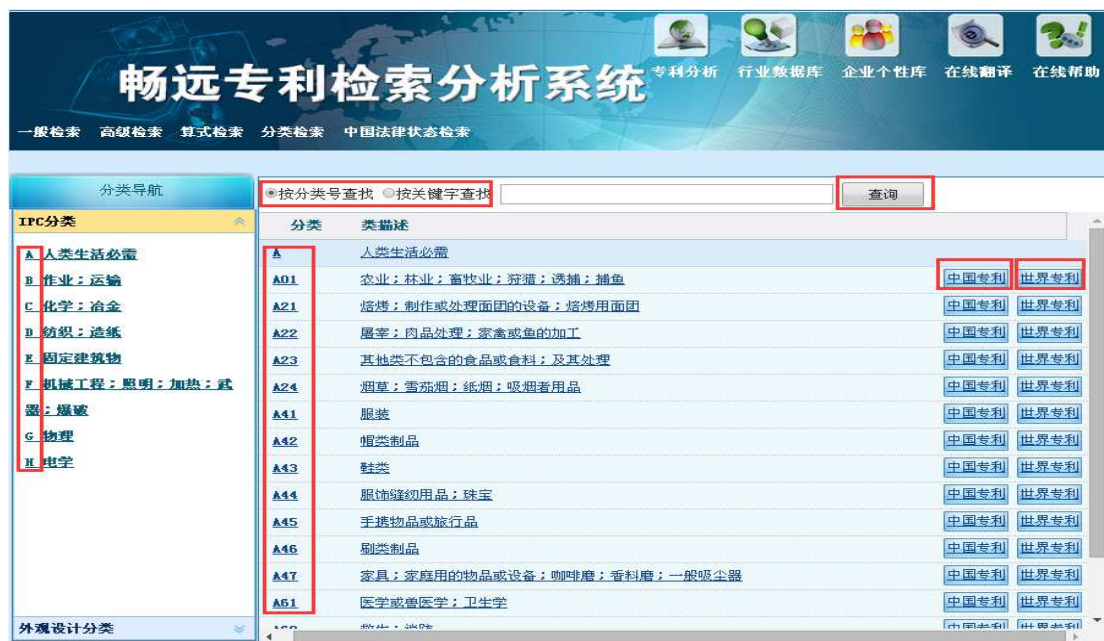 专利分析 行业数据库 企业个性库 在线翻译 在线帮助
畅远专利检索分析系统
一般检索 高级检索 算式检索 分类检索 中国法律状态检索
分类导航
IPC分类
A 人类生活必需
B 作业；运输
C 化学；冶金
D 纺织；造纸
E 固定建筑物
F 机械工程；照明；加热；武
器；爆破
G 物理
H 电学
外观设计分类
按分类号查找 按关键字查找 查询
分类 类描述
A 人类生活必需
A01 农业；林业；畜牧业；狩猎；诱捕；捕鱼 中国专利 世界专利
A21 焙烤；制作或处理面团的设备；焙烤用面团 中国专利 世界专利
A22 屠宰；肉品处理；家禽或鱼的加工 中国专利 世界专利
A23 其他类不包含的食品或食料；及其处理 中国专利 世界专利
A24 烟草；雪茄烟；纸烟；吸烟者用品 中国专利 世界专利
A41 服装 中国专利 世界专利
A42 帽类制品 中国专利 世界专利
A43 鞋类 中国专利 世界专利
A44 服饰缝纫用品；珠宝 中国专利 世界专利
A45 手携物品或旅行品 中国专利 世界专利
A46 刷类制品 中国专利 世界专利
A47 家具；家庭用的物品或设备；咖啡磨；香料磨；一般吸尘器 中国专利 世界专利
A61 医学或兽医学；卫生学 中国专利 世界专利